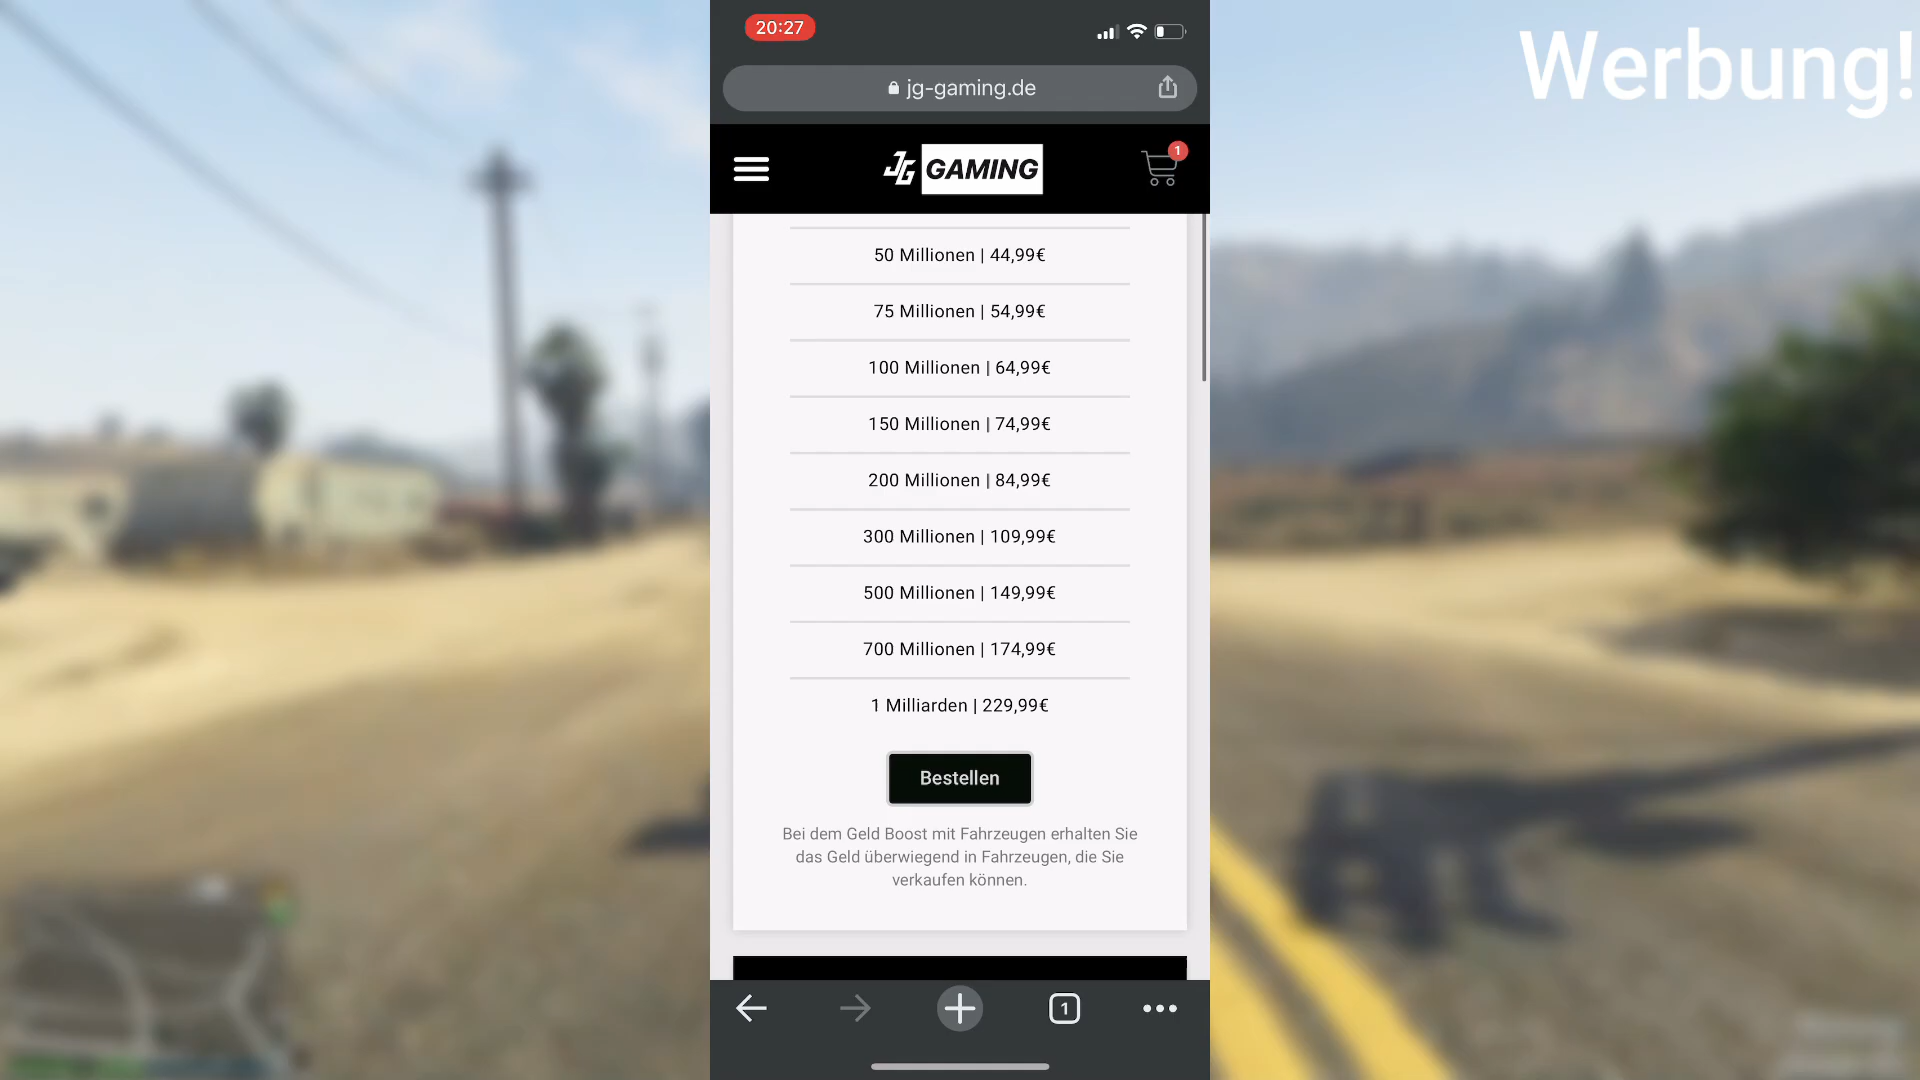 20:27
Werbung!
jg-gaming.de
JG GAMING
1
50 Millionen | 44,99€
75 Millionen | 54,99€
100 Millionen | 64,99€
150 Millionen | 74,99€
200 Millionen | 84,99€
300 Millionen | 109,99€
500 Millionen | 149,99€
700 Millionen | 174,99€
1 Milliarden | 229,99€
Bestellen
Bei dem Geld Boost mit Fahrzeugen erhalten Sie
das Geld überwiegend in Fahrzeugen, die Sie
verkaufen können.
1